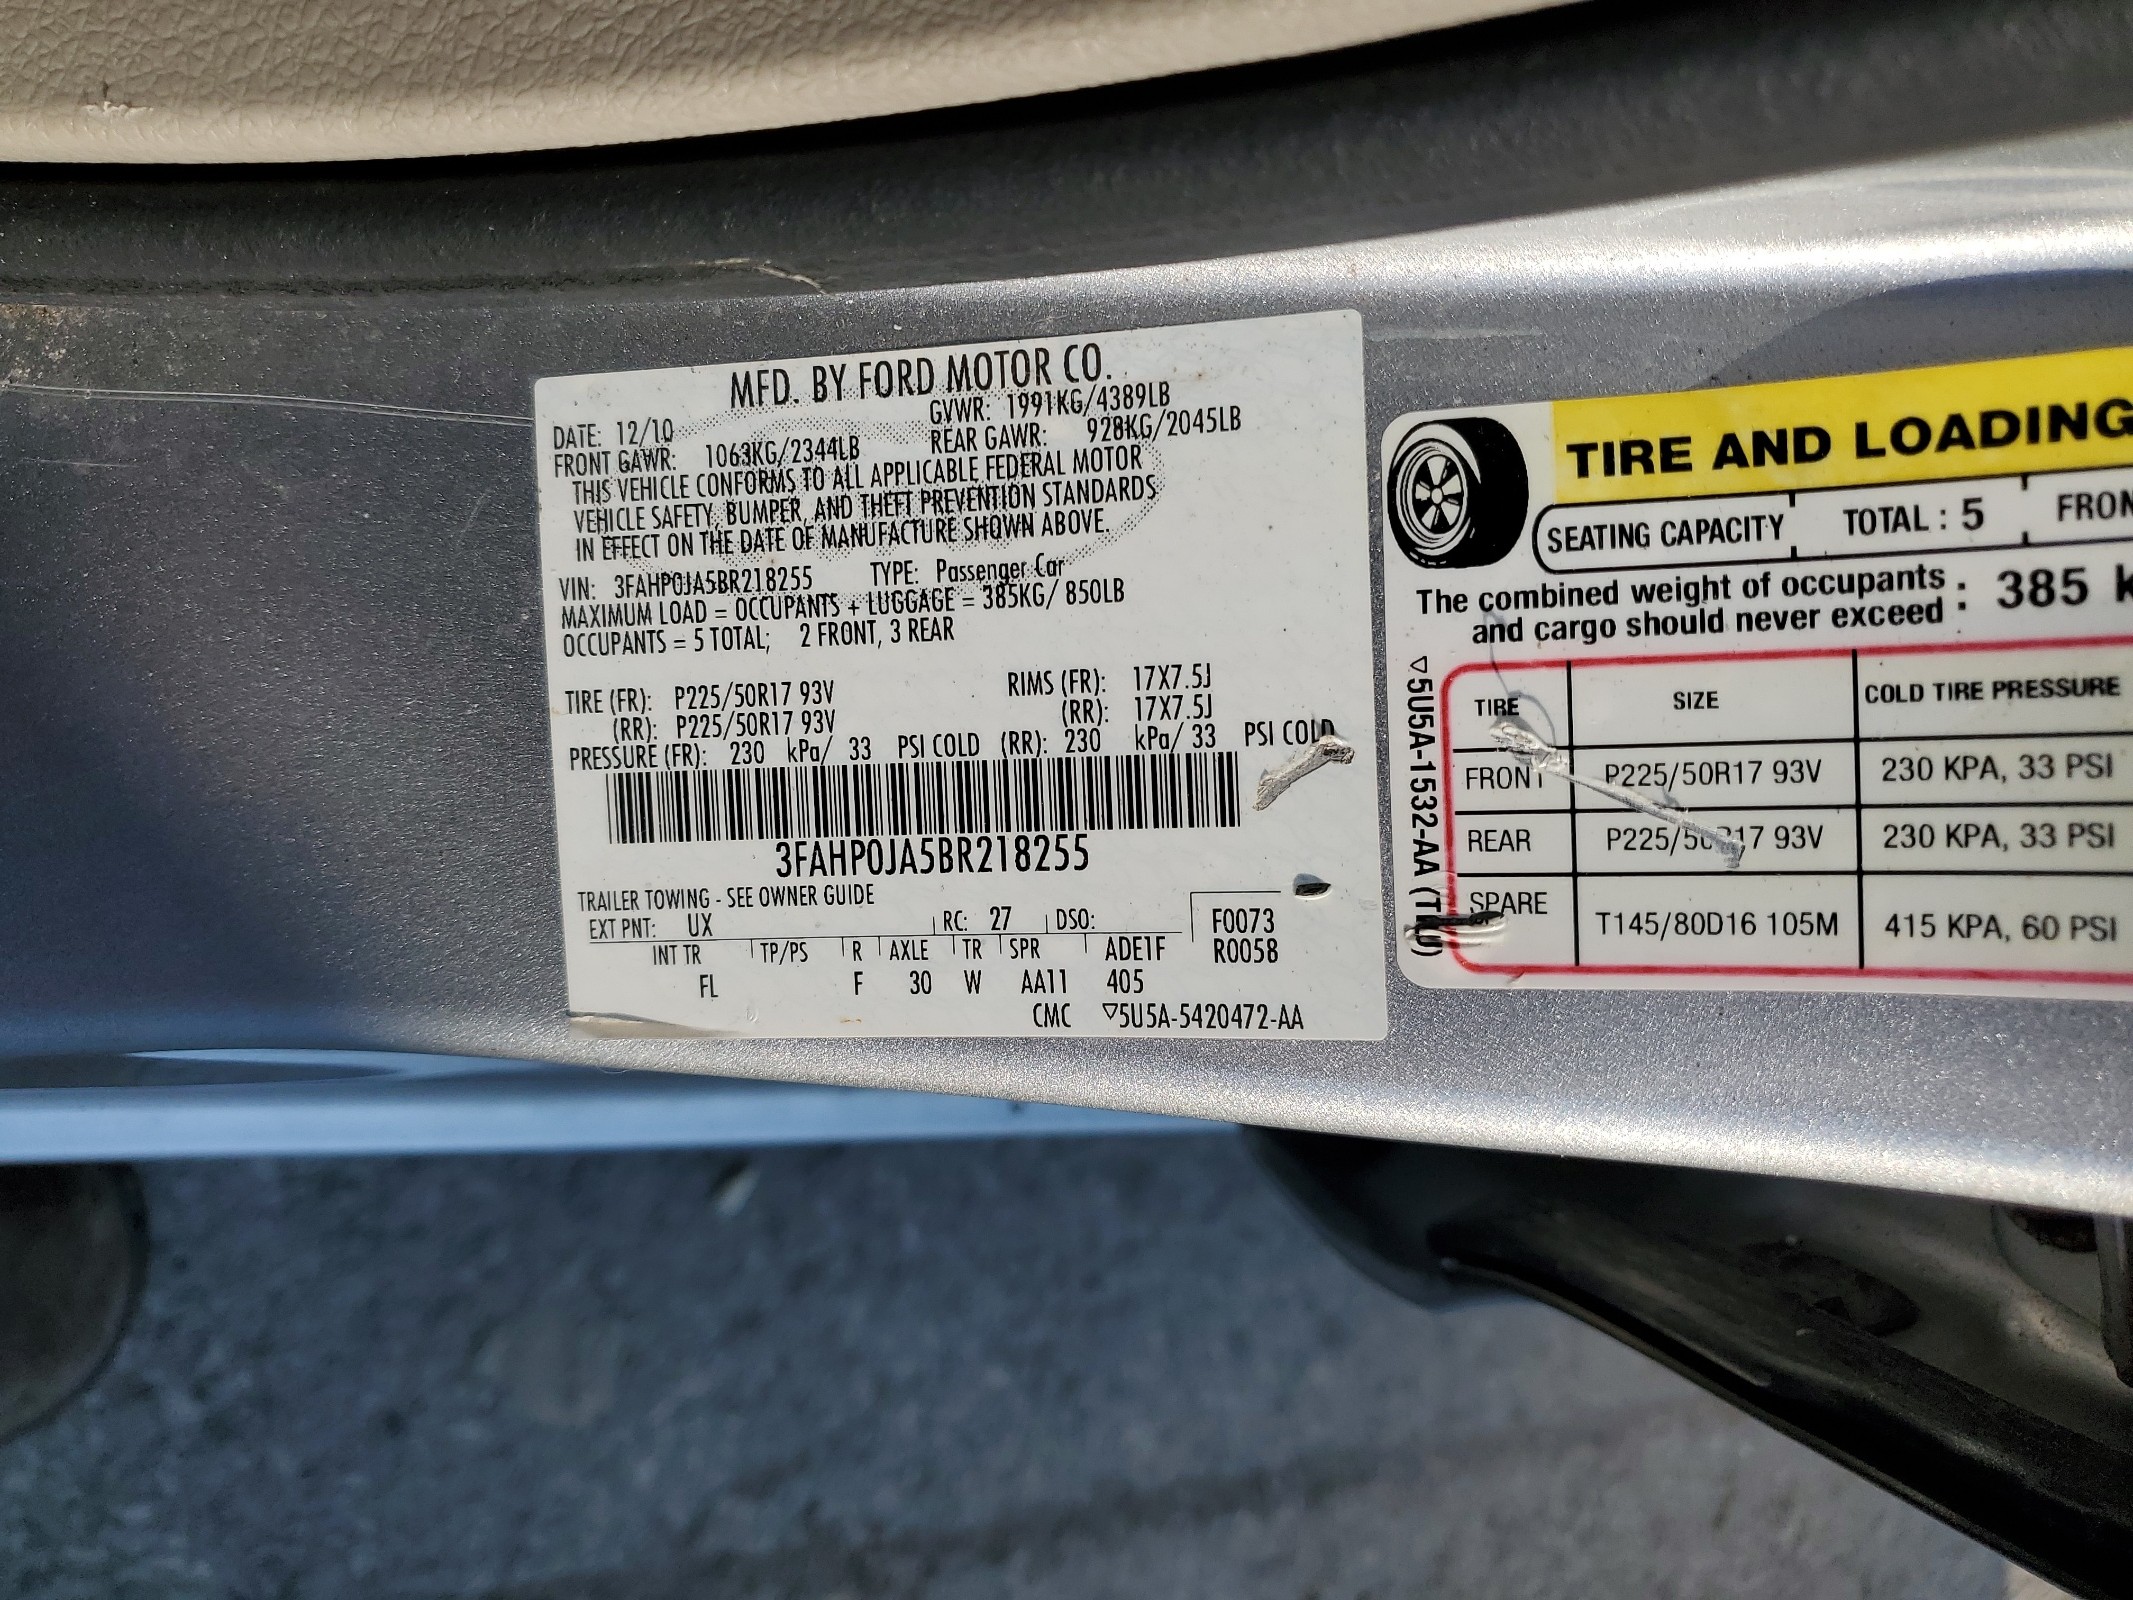 MFD. BY FORD MOTOR CO.
DATE: 12/10 GVWR: 1991KG/4389LB
FRONT GAWR: 1063KG/2344LB REAR GAWR: 928KG/2045LB
THIS VEHICLE CONFORMS TO ALL APPLICABLE FEDERAL MOTOR
VEHICLE SAFETY, BUMPER, AND THEFT PREVENTION STANDARDS
IN EFFECT ON THE DATE OF MANUFACTURE SHOWN ABOVE.
VIN: 3FAHP0JA5BR218255 TYPE: Passenger Car
MAXIMUM LOAD = OCCUPANTS + LUGGAGE = 385KG/ 850LB
OCCUPANTS = 5 TOTAL; 2 FRONT, 3 REAR
TIRE (FR): P225/50R17 93V RIMS (FR): 17X7.5J
(RR): P225/50R17 93V (RR): 17X7.5J
PRESSURE (FR): 230 kPa/ 33 PSI COLD (RR): 230 kPa/ 33 PSI COLD
3FAHP0JA5BR218255
TRAILER TOWING - SEE OWNER GUIDE
EXT PNT: UX RC: 27 DSO: F0073
INT TR TP/PS R AXLE TR SPR ADE1F R0058
FL F 30 W AA11 405
CMC ▽5U5A-5420472-AA
TIRE AND LOADING
SEATING CAPACITY TOTAL : 5 FRON
The combined weight of occupants
and cargo should never exceed : 385 k
▽5U5A-1532-AA (TLU)
TIRE SIZE COLD TIRE PRESSURE
FRONT P225/50R17 93V 230 KPA, 33 PSI
REAR P225/50R17 93V 230 KPA, 33 PSI
SPARE T145/80D16 105M 415 KPA, 60 PSI